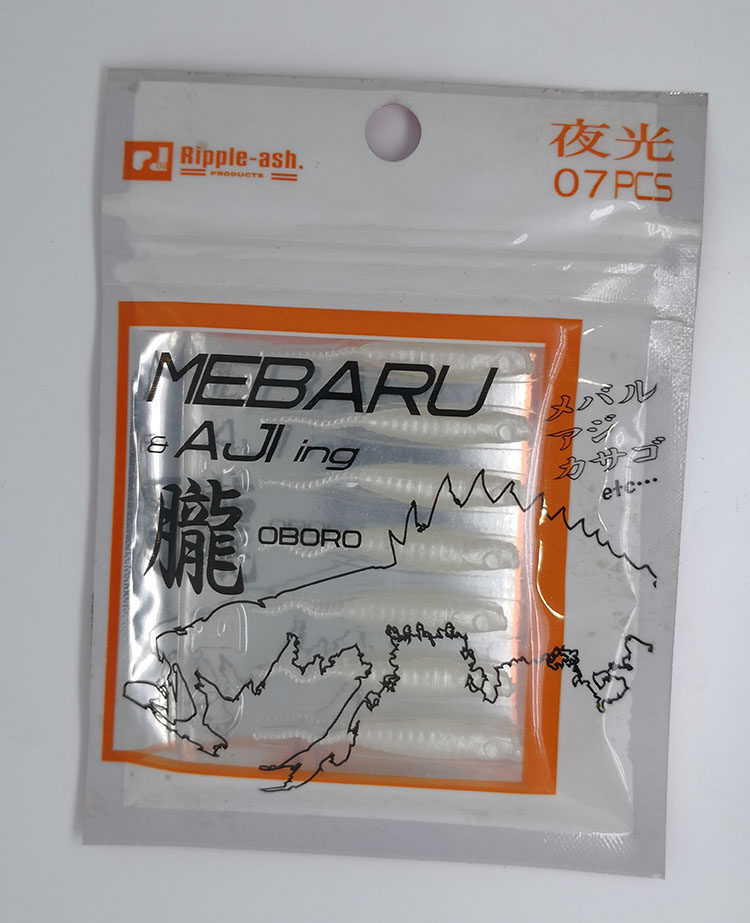 Ripple-ash.
PRODUCTS
夜光
07PCS
MEBARU
& AJI ing
朧 OBORO
メバル
アジ
カサゴ
etc…